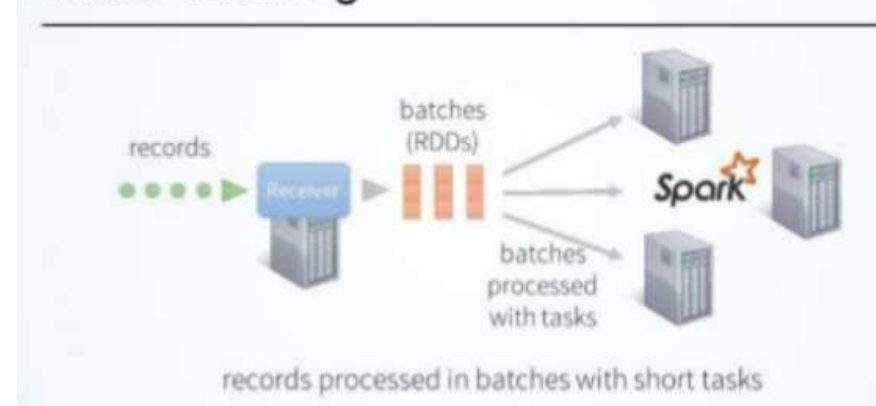 records
batches
(RDDs)
Receiver
Spark
batches
processed
with tasks
records processed in batches with short tasks